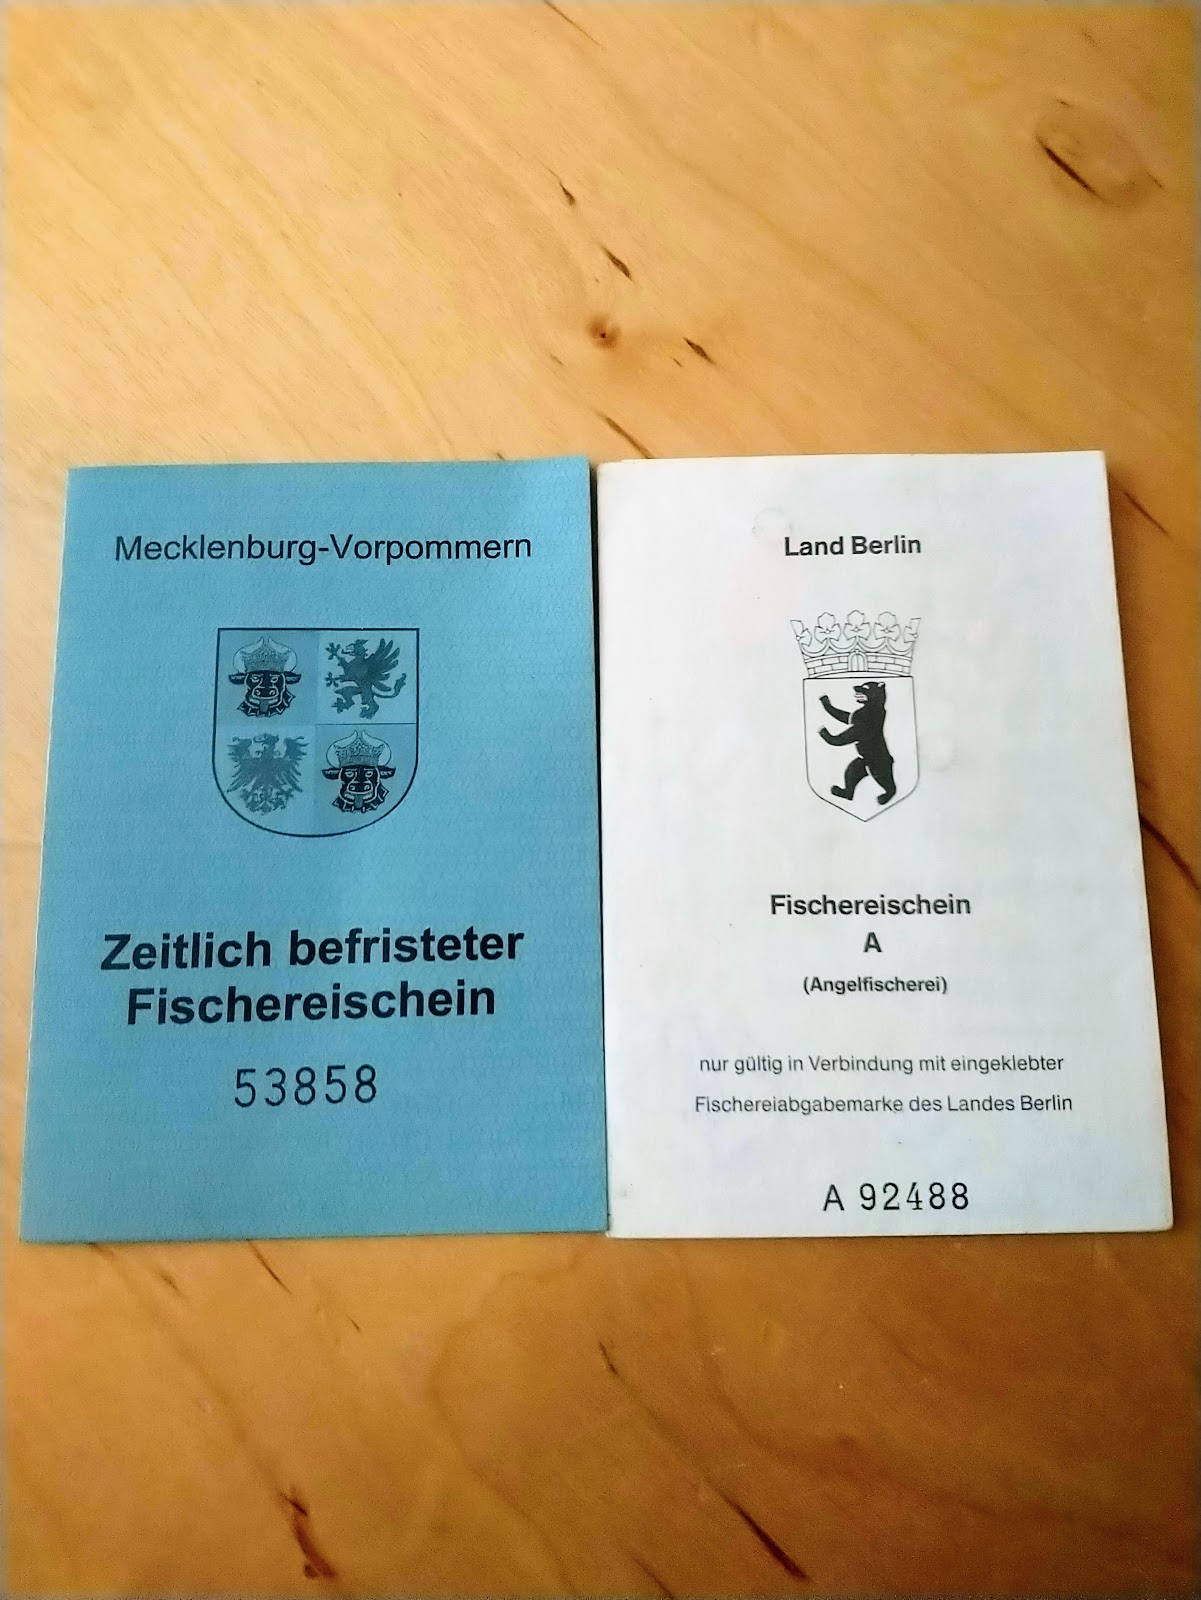 Mecklenburg-Vorpommern
Zeitlich befristeter
Fischereischein
53858
Land Berlin
Fischereischein
A
(Angelfischerei)
nur gültig in Verbindung mit eingeklebter
Fischereiabgabemarke des Landes Berlin
A 92488